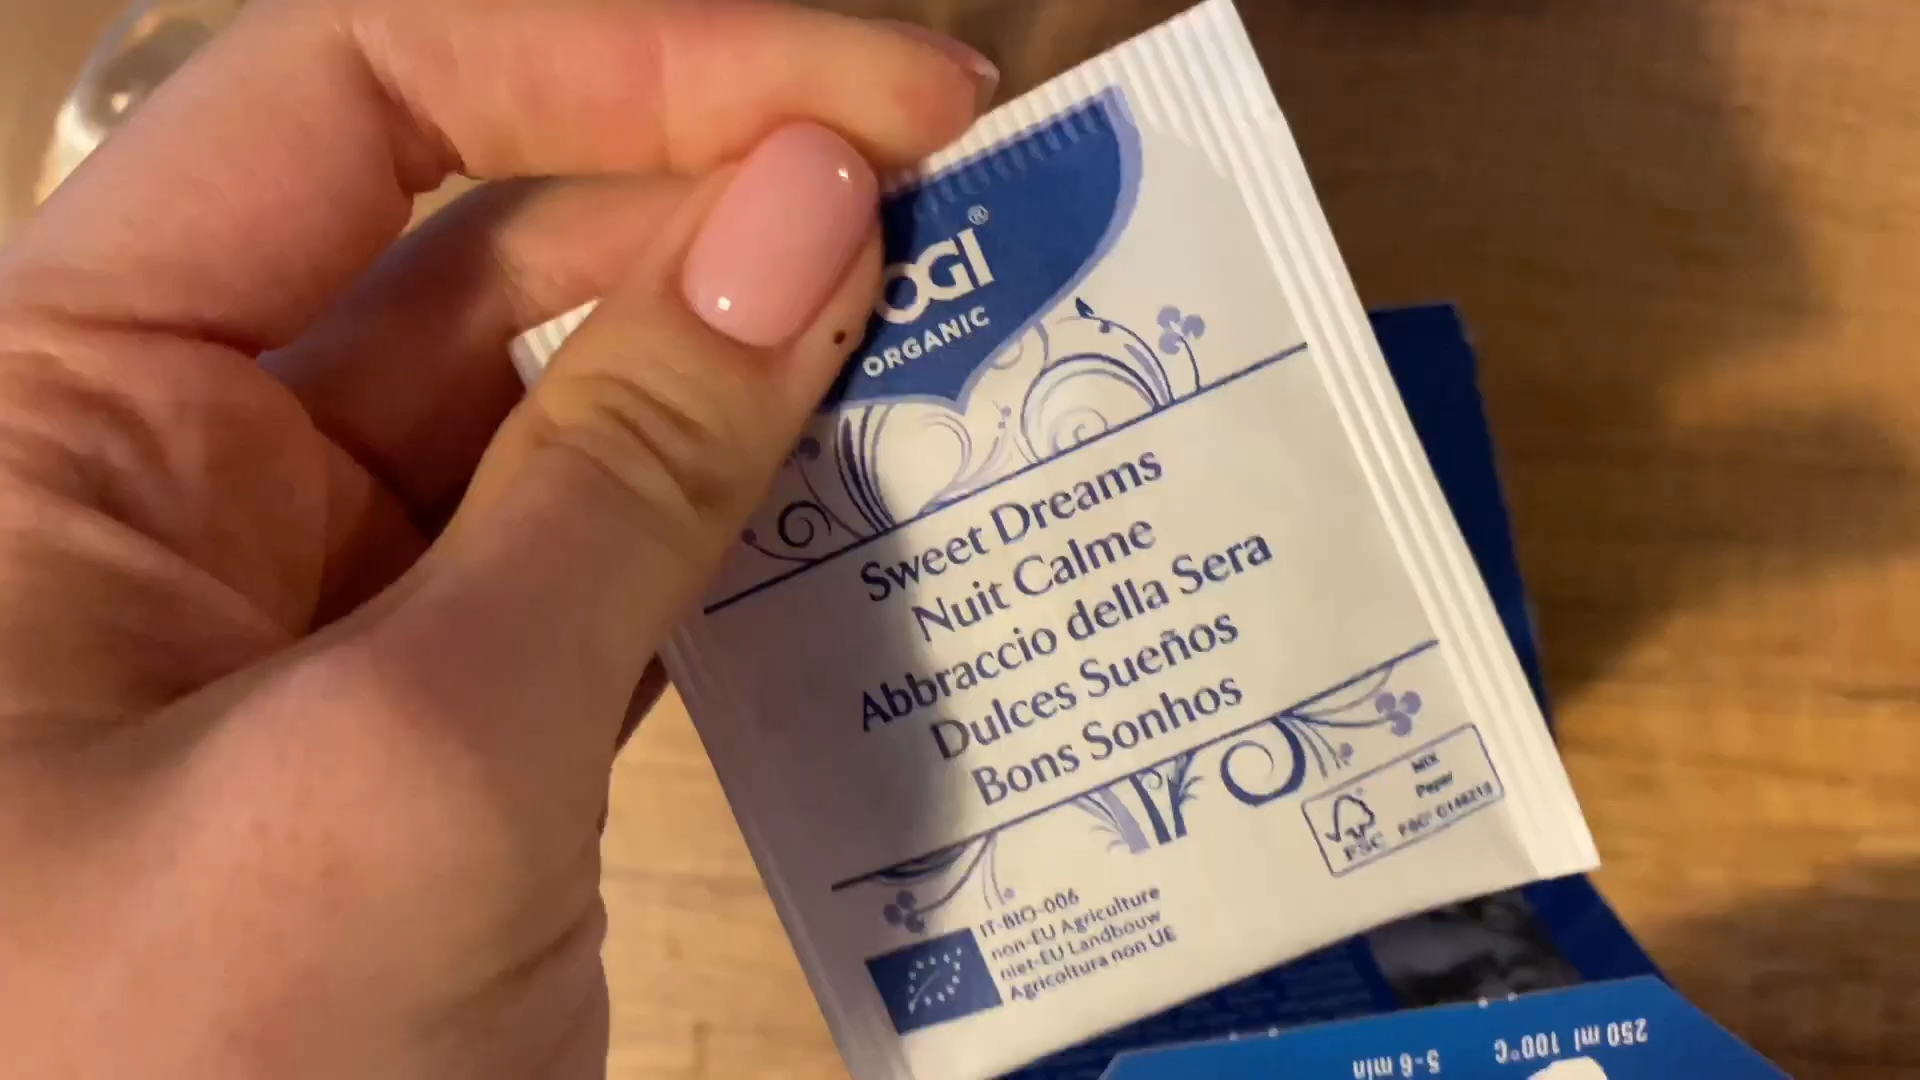 OGI®
ORGANIC
Sweet Dreams
Nuit Calme
Abbraccio della Sera
Dulces Sueños
Bons Sonhos
MIX
Paper
FSC
IT-BIO-006
non-EU Agriculture
niet-EU Landbouw
Agricoltura non UE
250 ml 100°C
5-6 min